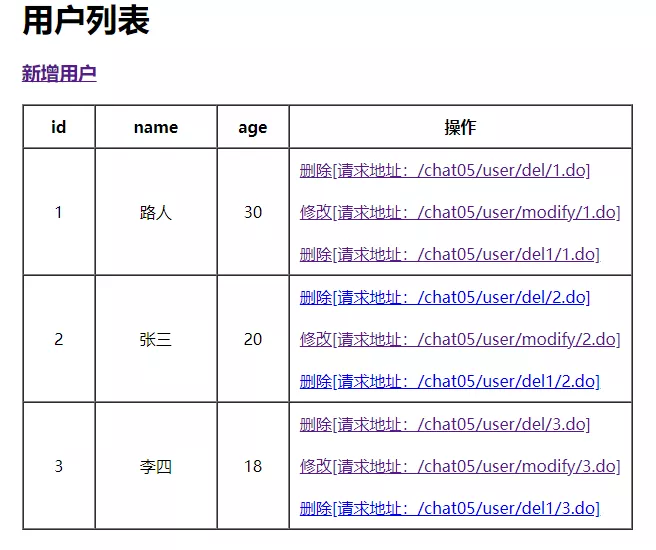 用户列表
新增用户
id name age 操作
删除[请求地址：/chat05/user/del/1.do]
1 路人 30 修改[请求地址：/chat05/user/modify/1.do]
删除[请求地址：/chat05/user/del1/1.do]
删除[请求地址：/chat05/user/del/2.do]
2 张三 20 修改[请求地址：/chat05/user/modify/2.do]
删除[请求地址：/chat05/user/del1/2.do]
删除[请求地址：/chat05/user/del/3.do]
3 李四 18 修改[请求地址：/chat05/user/modify/3.do]
删除[请求地址：/chat05/user/del1/3.do]